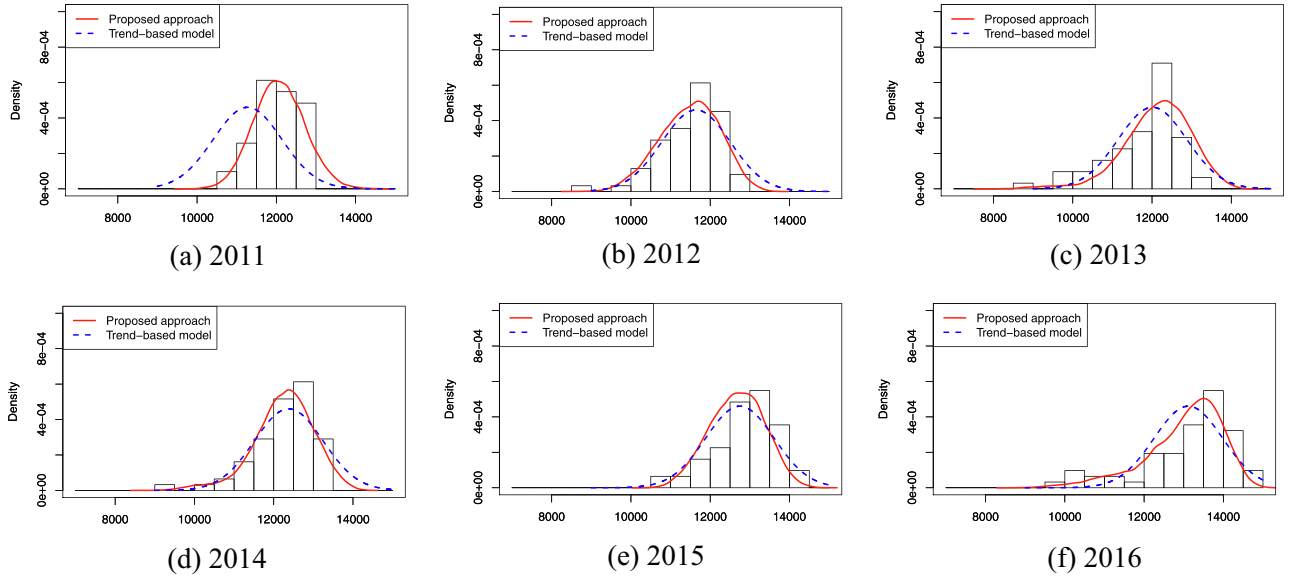 Proposed approach
Trend−based model
Density
0e+00 4e−04 8e−04
8000 10000 12000 14000
(a) 2011
Proposed approach
Trend−based model
Density
0e+00 4e−04 8e−04
8000 10000 12000 14000
(b) 2012
Proposed approach
Trend−based model
Density
0e+00 4e−04 8e−04
8000 10000 12000 14000
(c) 2013
Proposed approach
Trend−based model
Density
0e+00 4e−04 8e−04
8000 10000 12000 14000
(d) 2014
Proposed approach
Trend−based model
Density
0e+00 4e−04 8e−04
8000 10000 12000 14000
(e) 2015
Proposed approach
Trend−based model
Density
0e+00 4e−04 8e−04
8000 10000 12000 14000
(f) 2016